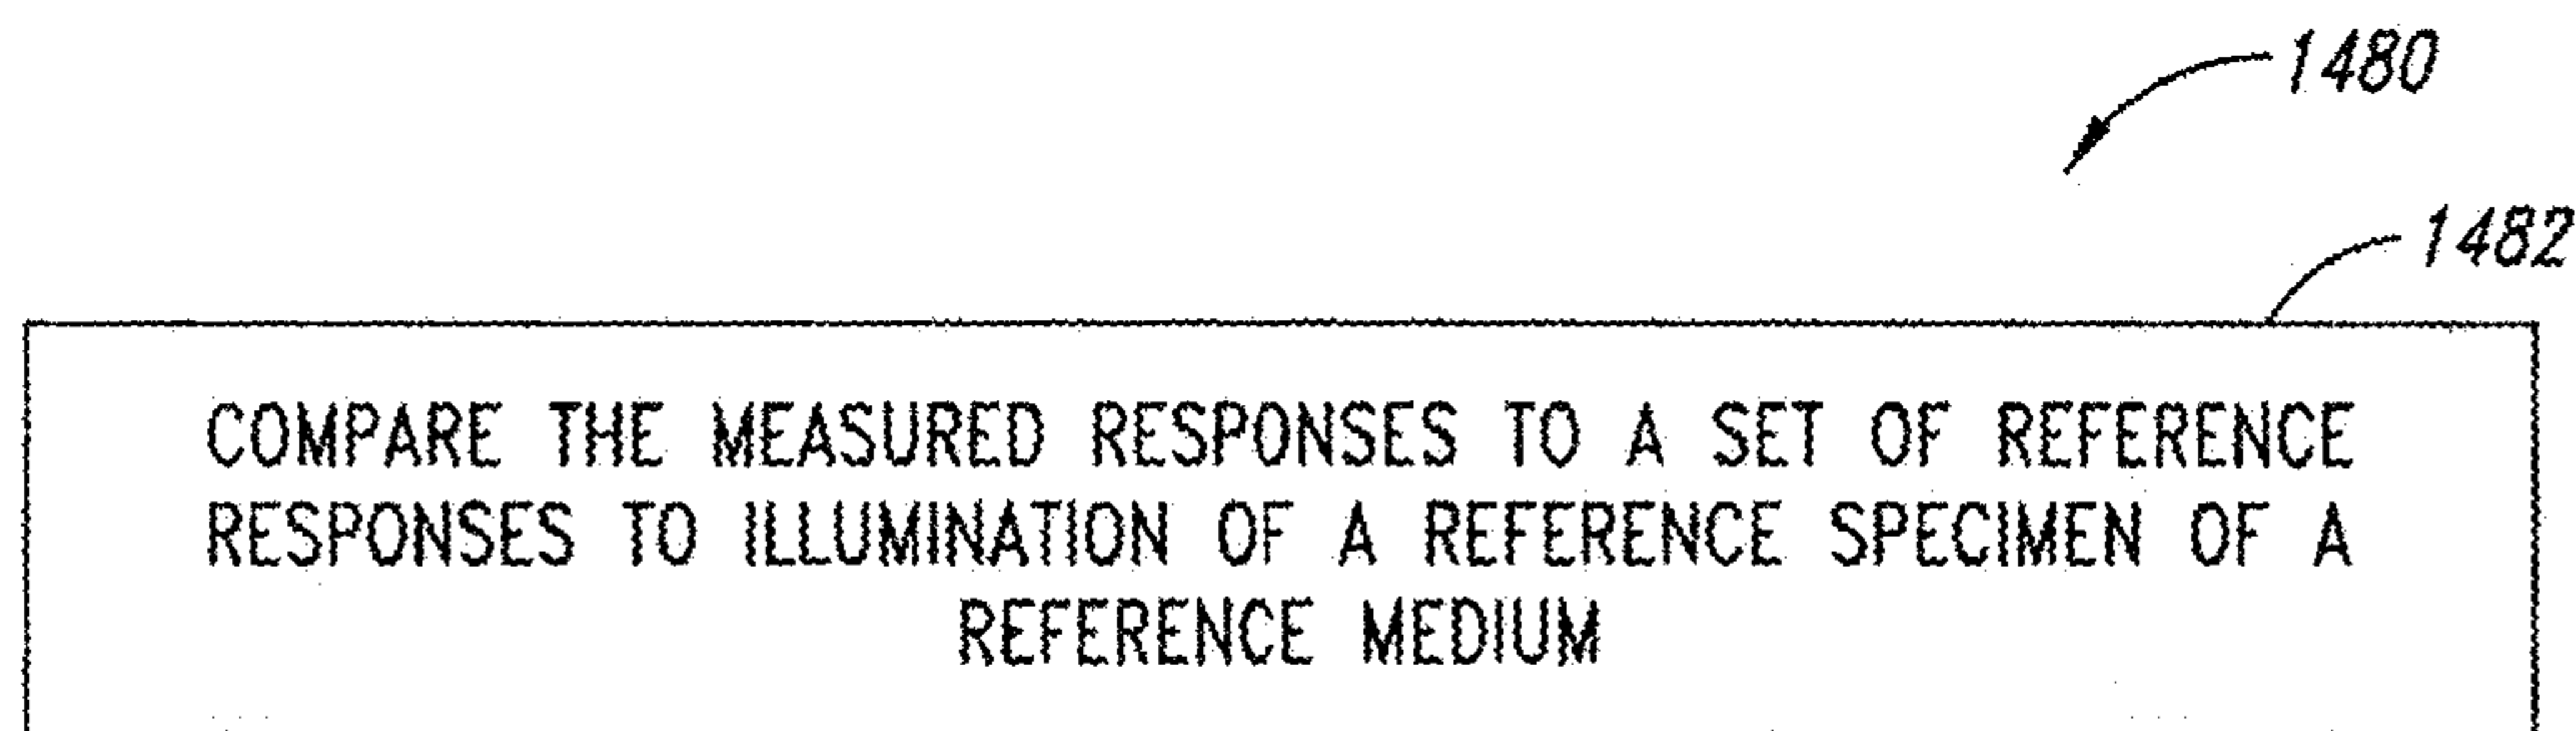 1480
1482
COMPARE THE MEASURED RESPONSES TO A SET OF REFERENCE
RESPONSES TO ILLUMINATION OF A REFERENCE SPECIMEN OF A
REFERENCE MEDIUM